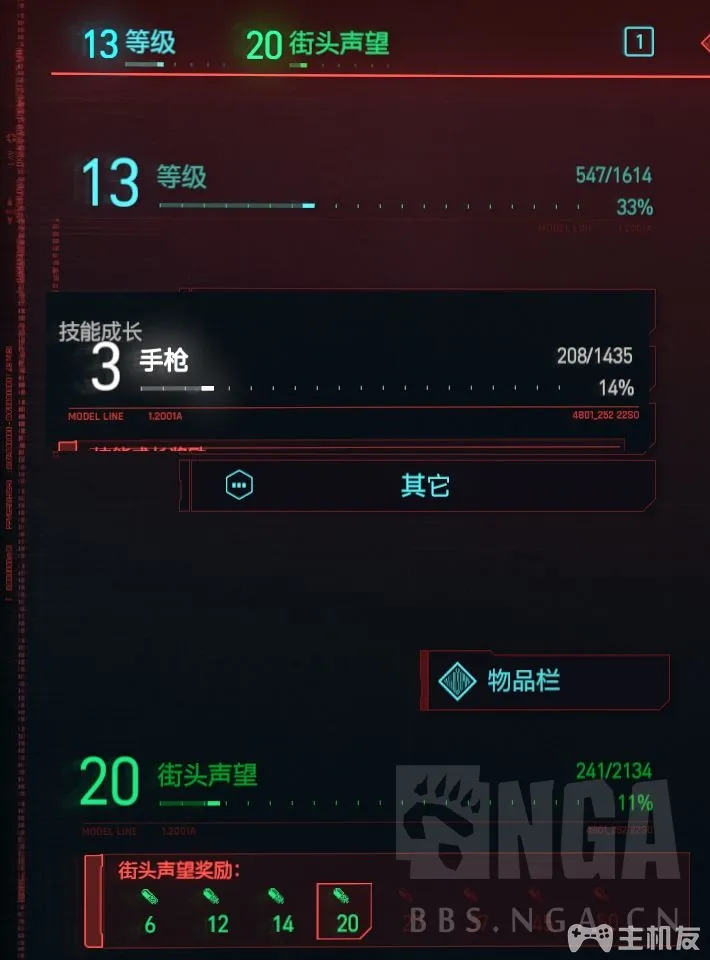 13 等级 20 街头声望 1
13 等级 547/1614
33%
技能成长
3 手枪 208/1435
14%
MODEL LINE 1.2001A 4801_252 22S0
其它
物品栏
20 街头声望 241/2134
11%
MODEL LINE 1.2001A
街头声望奖励:
6 12 14 20
NGA
BBS.NGA.CN
主机友